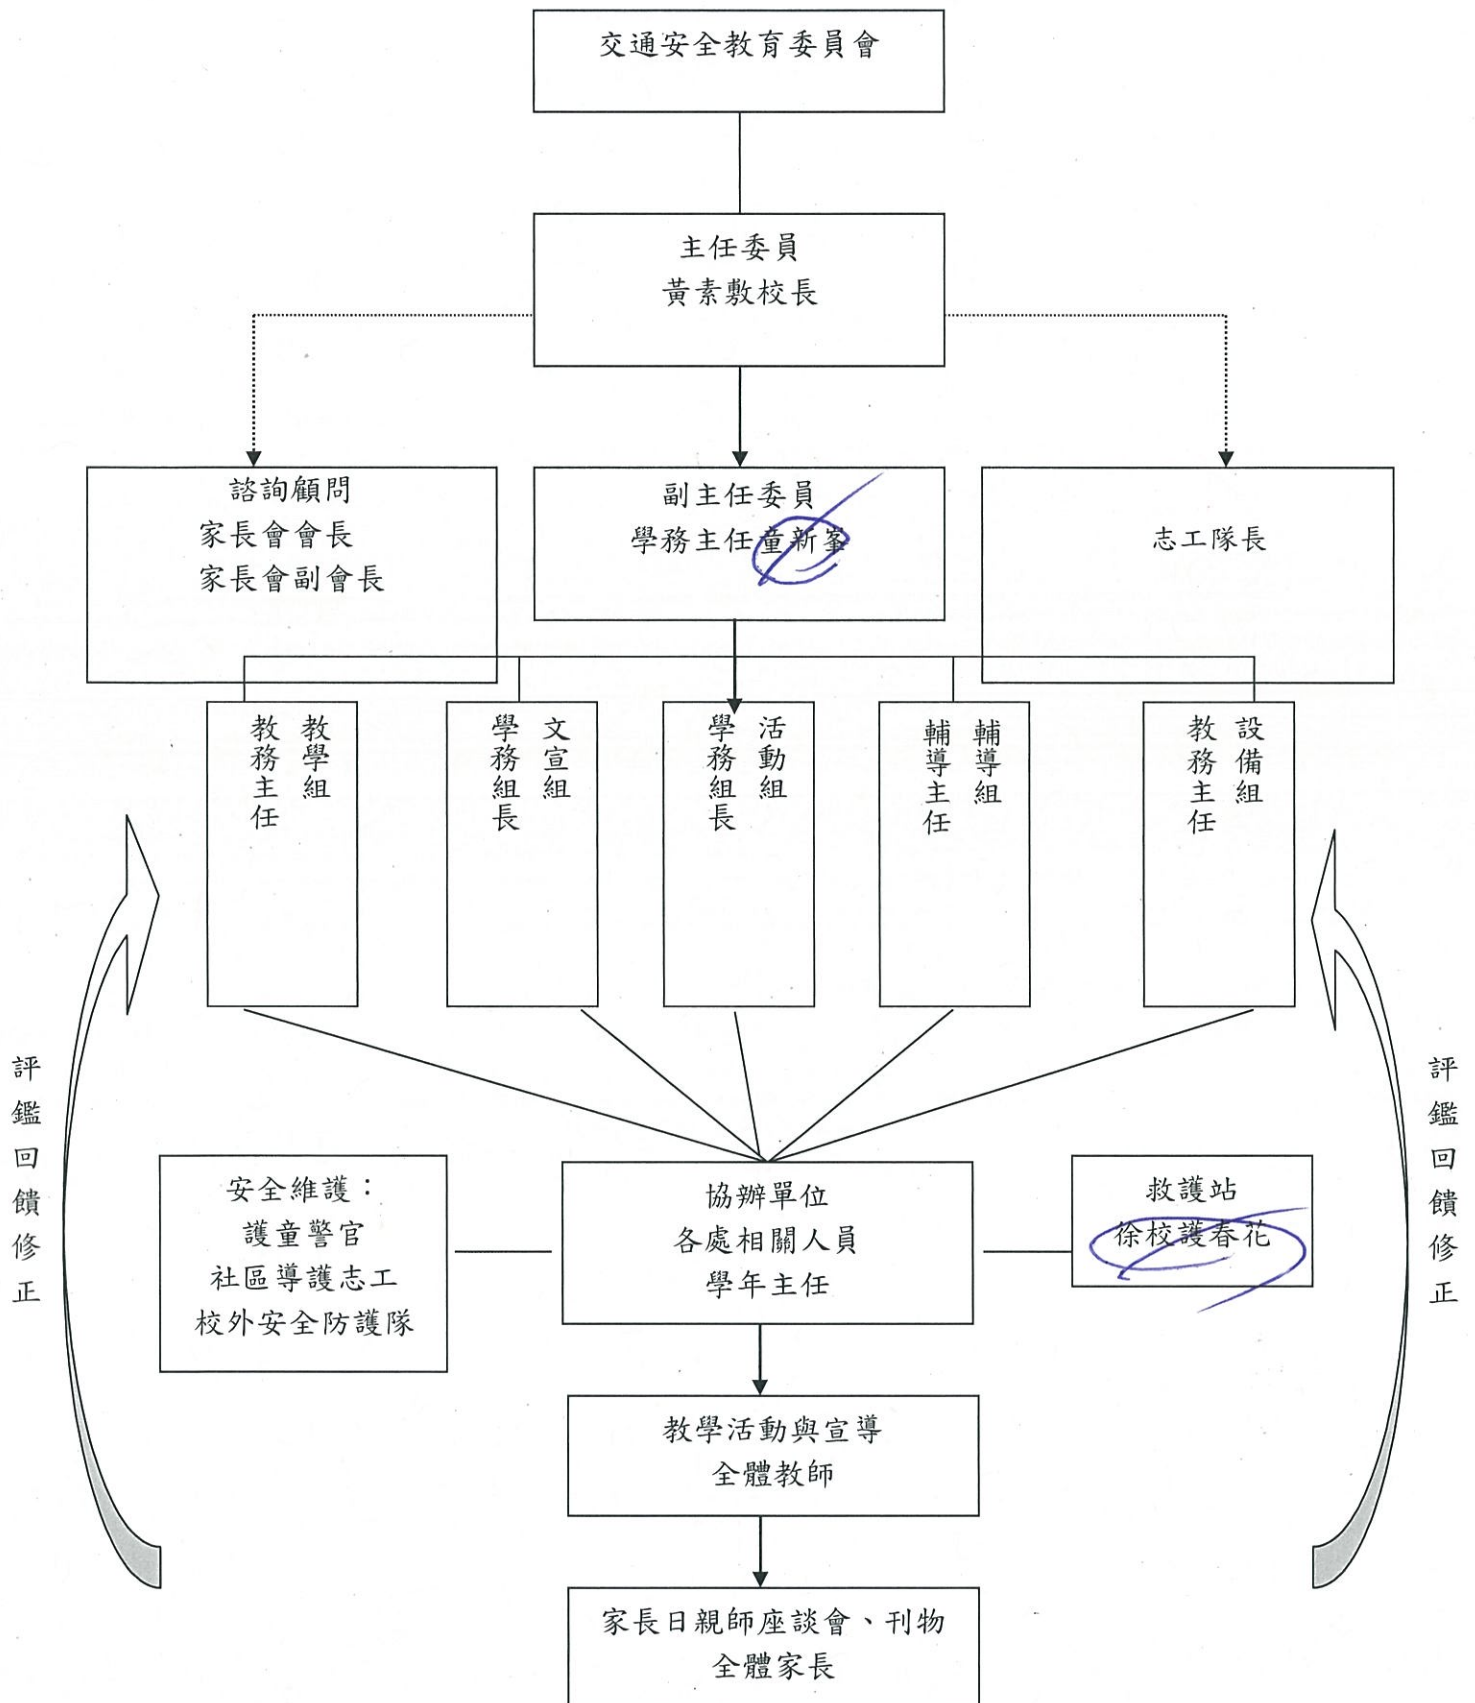 交通安全教育委員會
主任委員
黃素敷校長
諮詢顧問
家長會會長
家長會副會長
副主任委員
學務主任童新峯
志工隊長
教學組
教務主任
文宣組
學務組長
活動組
學務組長
輔導組
輔導主任
設備組
教務主任
評鑑回饋修正
評鑑回饋修正
安全維護：
護童警官
社區導護志工
校外安全防護隊
協辦單位
各處相關人員
學年主任
救護站
徐校護春花
教學活動與宣導
全體教師
家長日親師座談會、刊物
全體家長